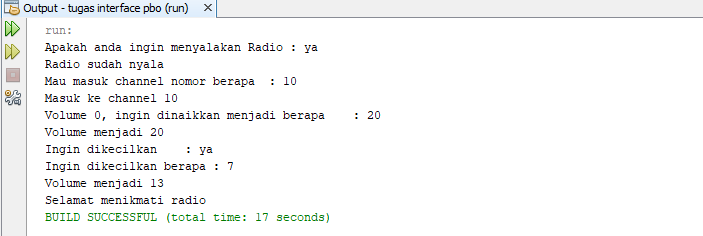 Output - tugas interface pbo (run)
run:
Apakah anda ingin menyalakan Radio : ya
Radio sudah nyala
Mau masuk channel nomor berapa  : 10
Masuk ke channel 10
Volume 0, ingin dinaikkan menjadi berapa    : 20
Volume menjadi 20
Ingin dikecilkan    : ya
Ingin dikecilkan berapa : 7
Volume menjadi 13
Selamat menikmati radio
BUILD SUCCESSFUL (total time: 17 seconds)